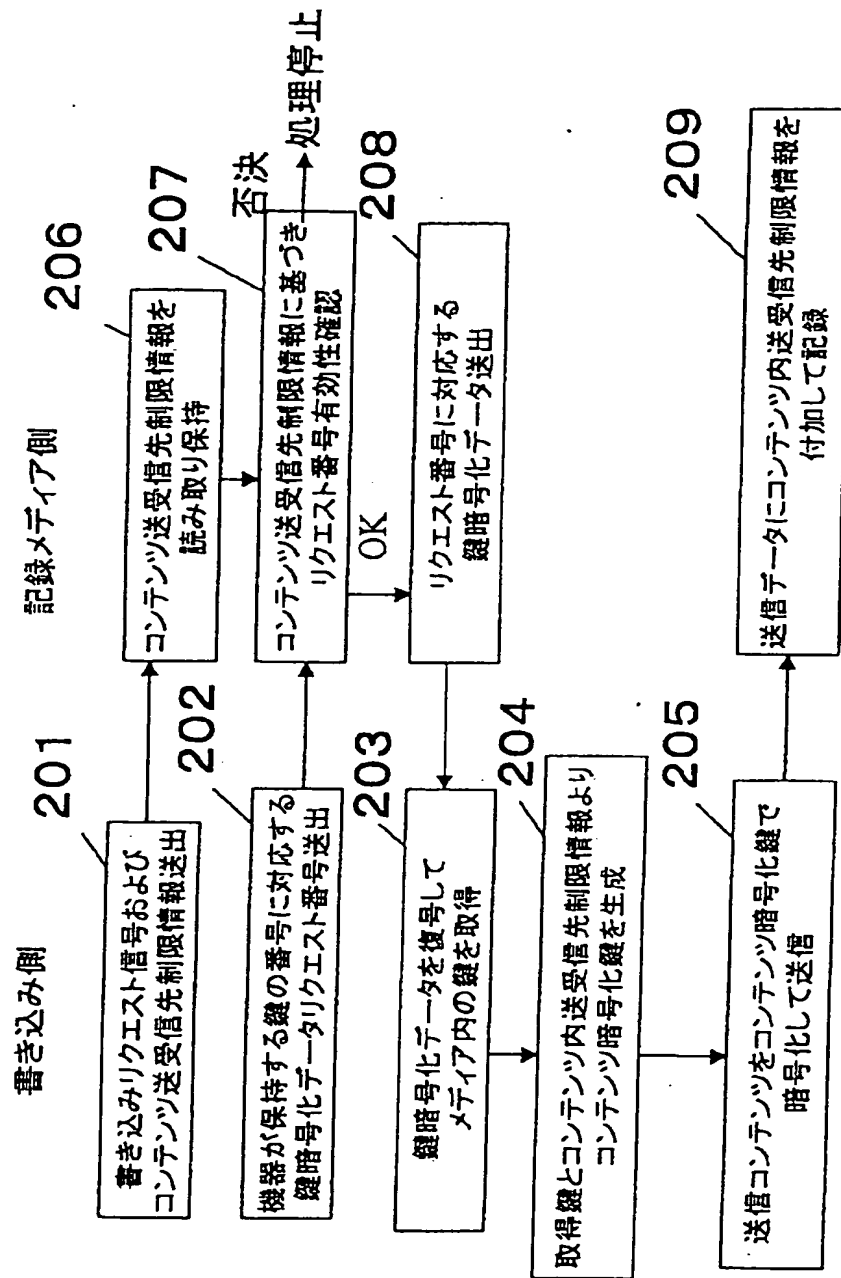 書き込み側
記録メディア側
201
書き込みリクエスト信号および
コンテンツ送受信先制限情報送出
206
コンテンツ送受信先制限情報を
読み取り保持
202
機器が保持する鍵の番号に対応する
鍵暗号化データリクエスト番号送出
207
コンテンツ送受信先制限情報に基づき
リクエスト番号有効性確認
否決
処理停止
OK
208
リクエスト番号に対応する
鍵暗号化データ送出
203
鍵暗号化データを復号して
メディア内の鍵を取得
204
取得鍵とコンテンツ内送受信先制限情報より
コンテンツ暗号化鍵を生成
205
送信コンテンツをコンテンツ暗号化鍵で
暗号化して送信
209
送信データにコンテンツ内送受信先制限情報を
付加して記録